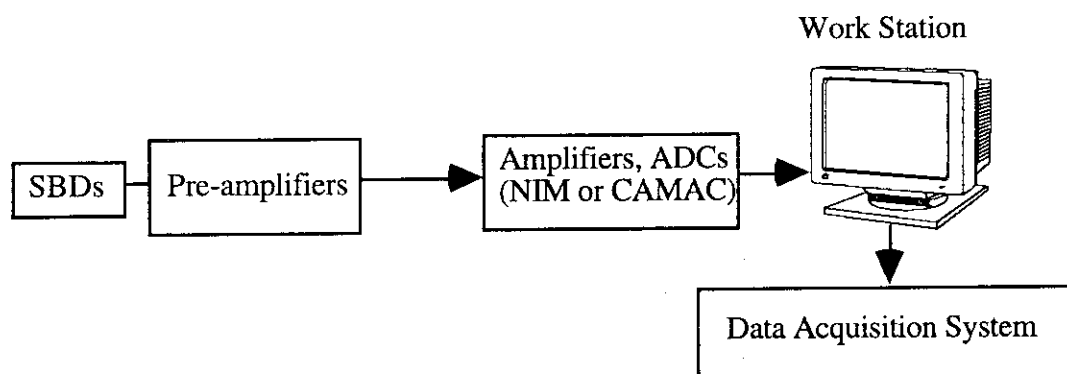 Work Station
SBDs
Pre-amplifiers
Amplifiers, ADCs
(NIM or CAMAC)
Data Acquisition System